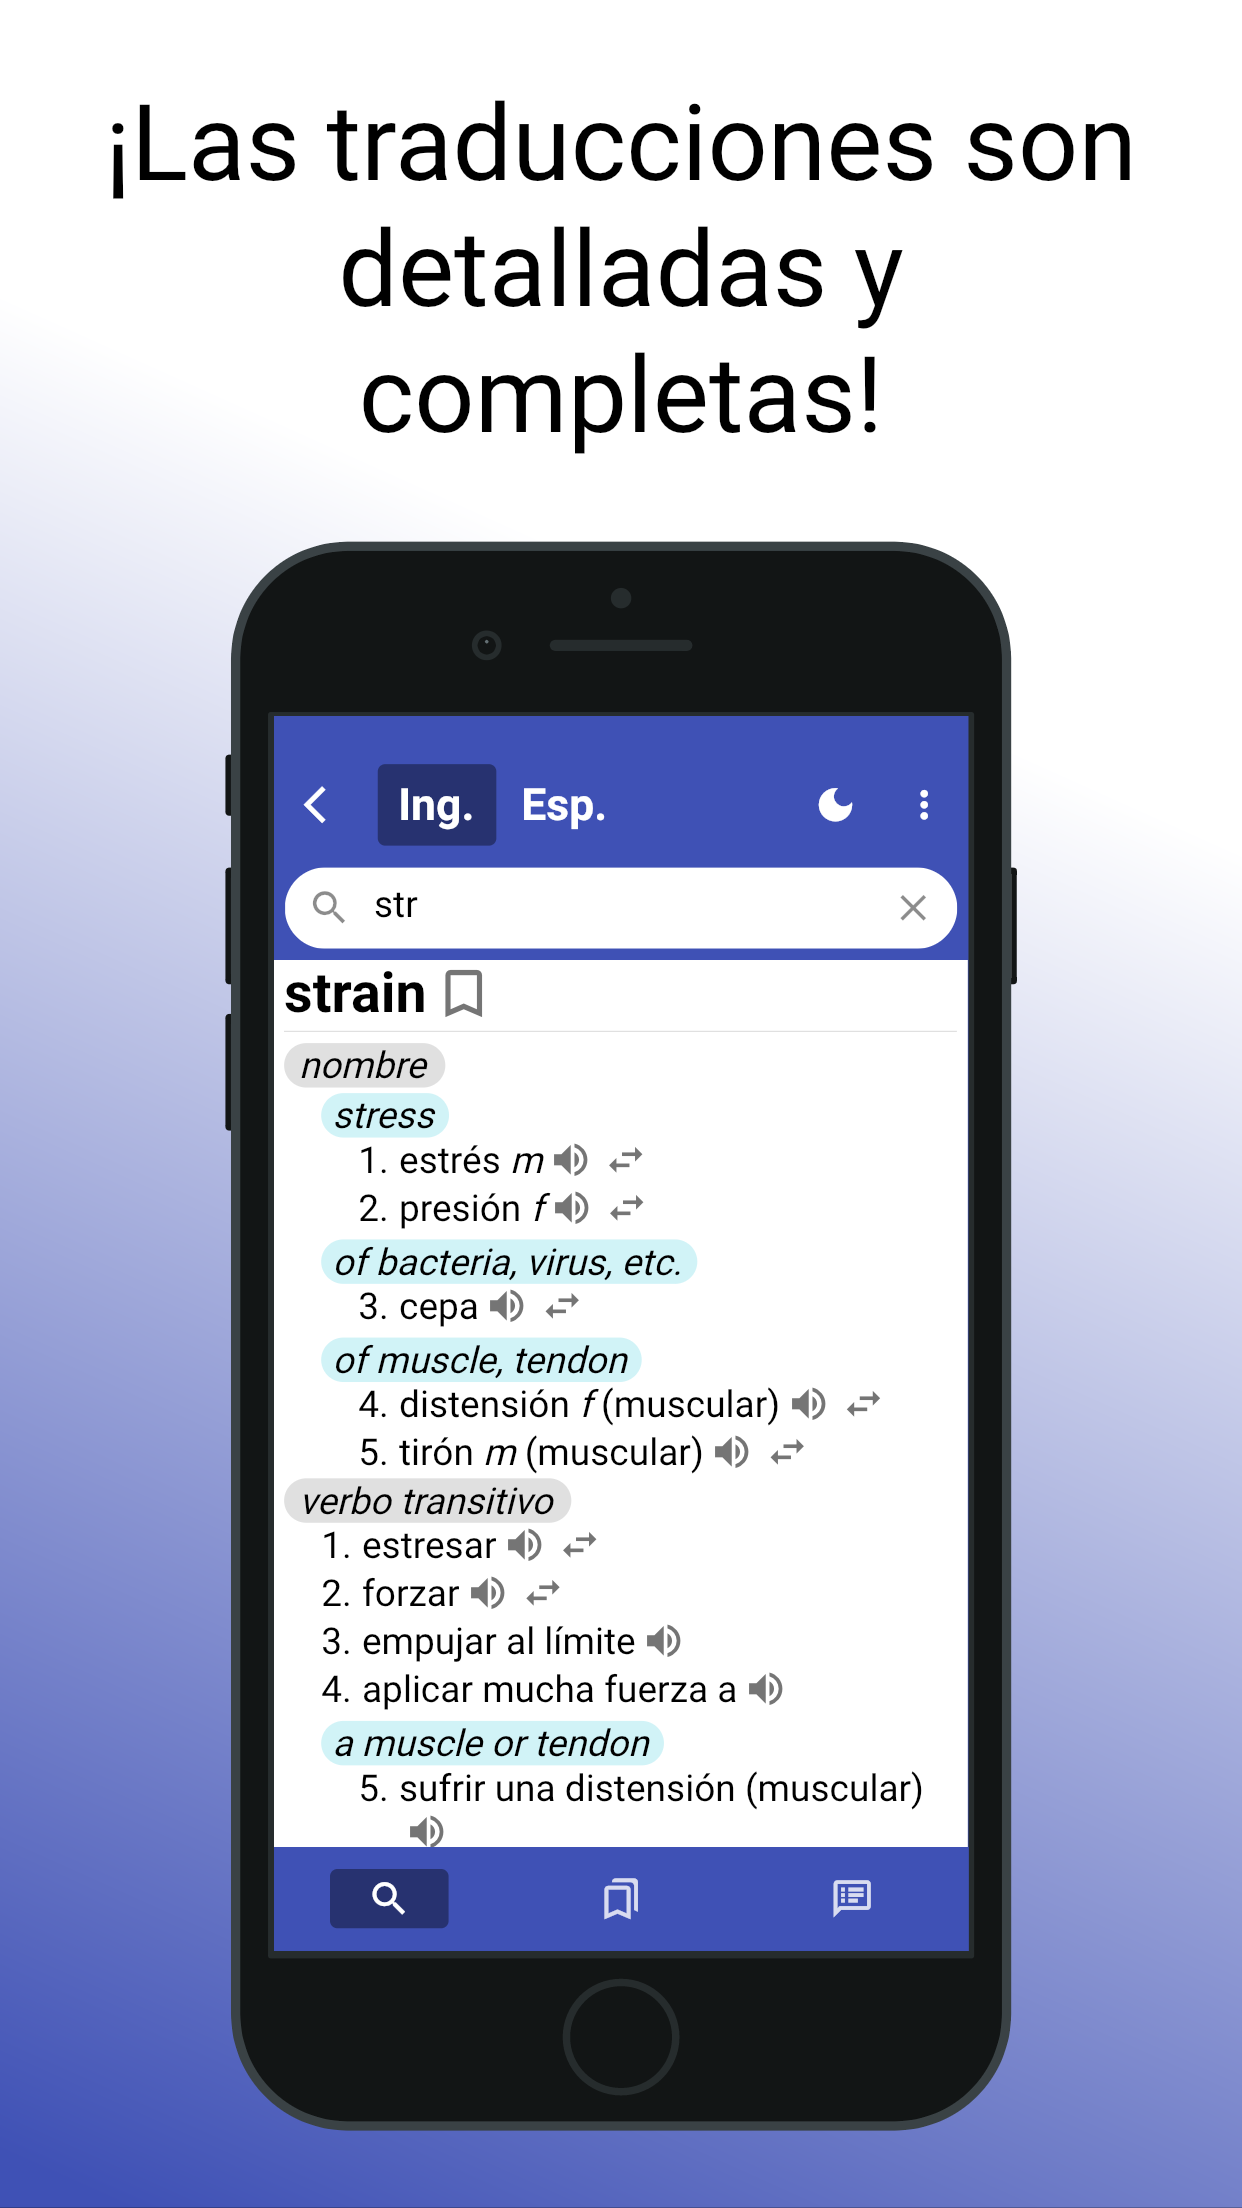 ¡Las traducciones son
detalladas y
completas!
Ing. Esp.
str
strain
nombre
stress
1. estrés m
2. presión f
of bacteria, virus, etc.
3. cepa
of muscle, tendon
4. distensión f (muscular)
5. tirón m (muscular)
verbo transitivo
1. estresar
2. forzar
3. empujar al límite
4. aplicar mucha fuerza a
a muscle or tendon
5. sufrir una distensión (muscular)